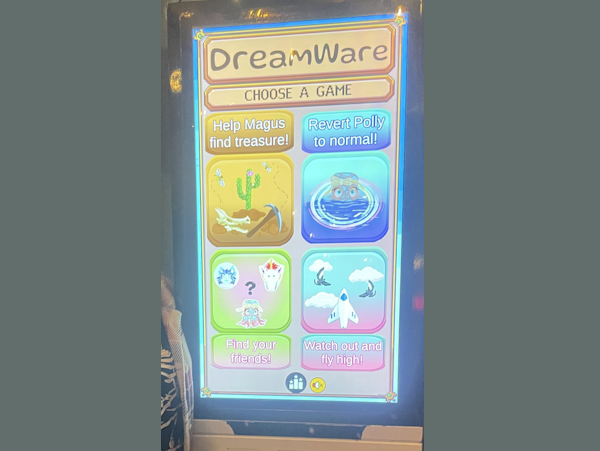 DreamWare
CHOOSE A GAME
Help Magus
find treasure!
Revert Polly
to normal!
?
Find your
friends!
Watch out and
fly high!